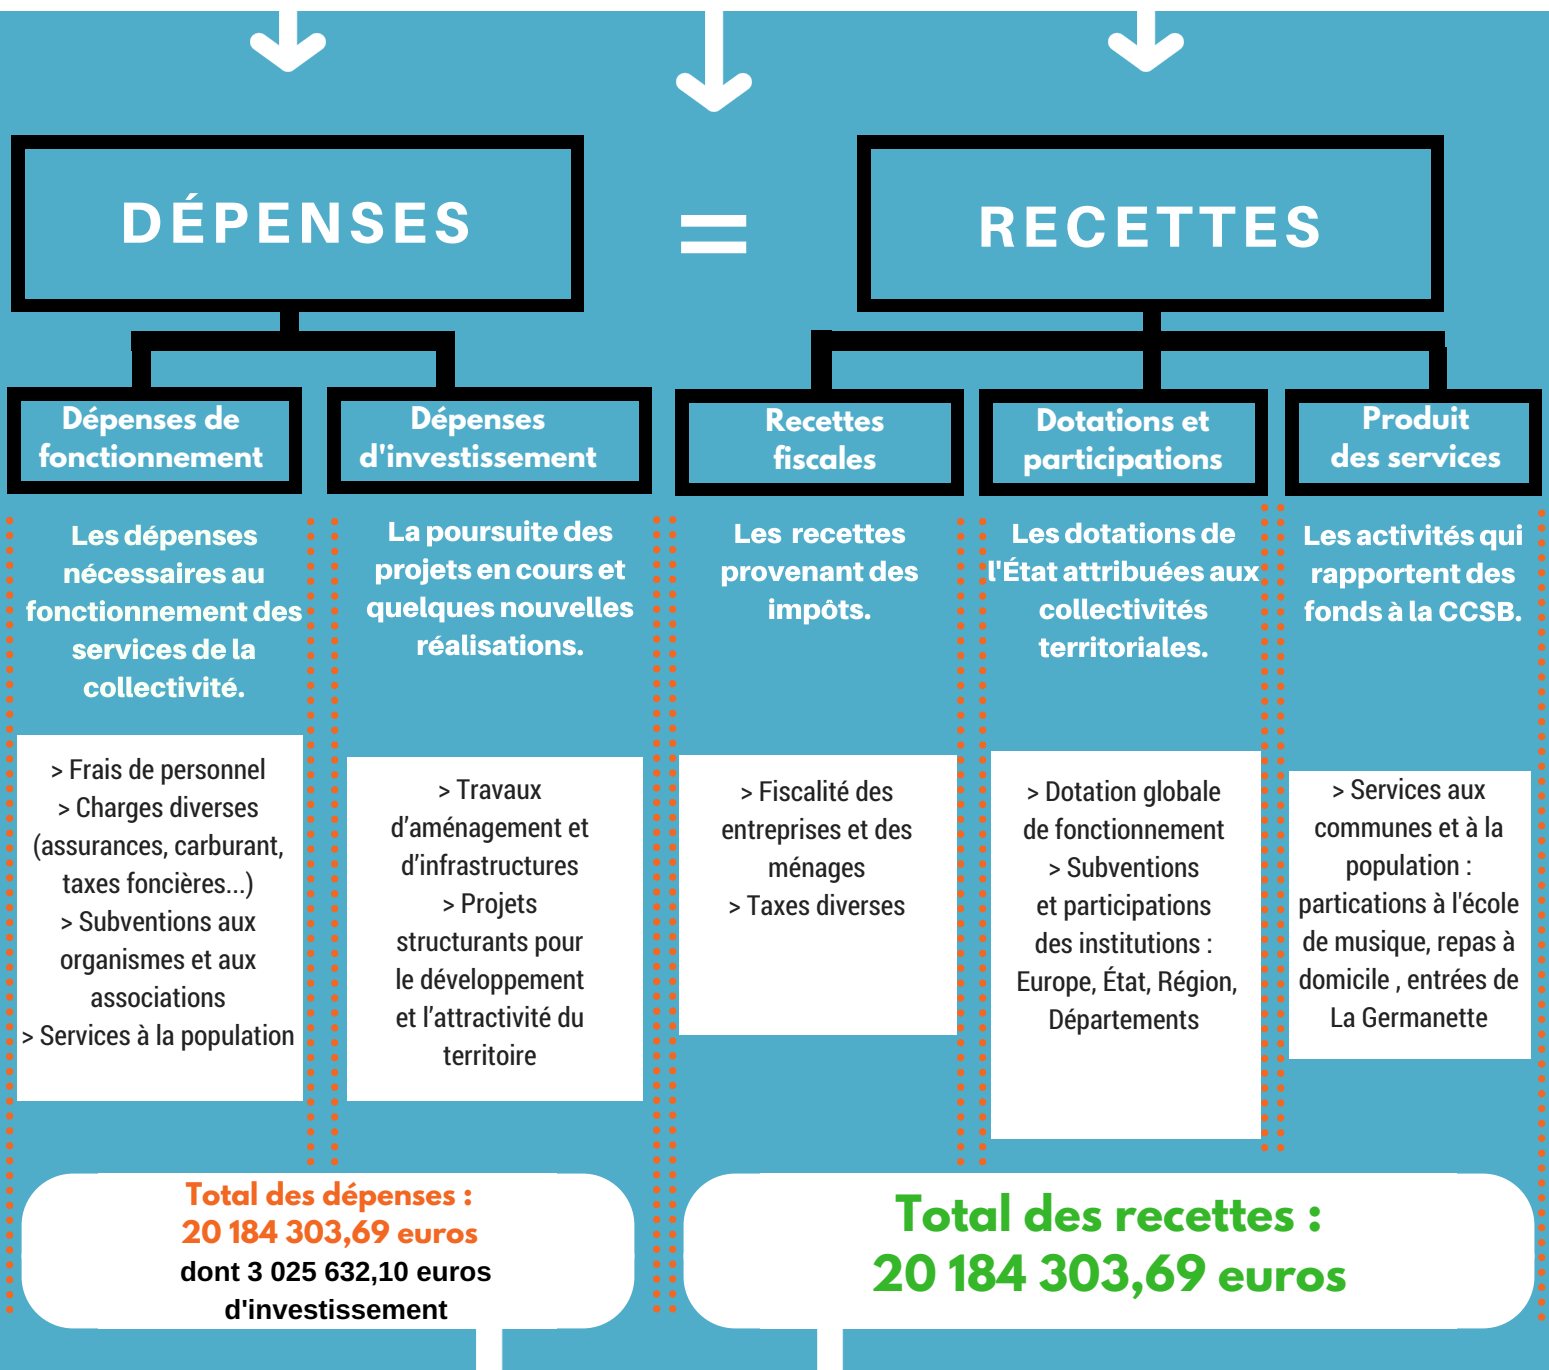 DÉPENSES
=
RECETTES
Dépenses de
fonctionnement
Les dépenses
nécessaires au
fonctionnement des
services de la
collectivité.
> Frais de personnel
> Charges diverses
(assurances, carburant,
taxes foncières...)
> Subventions aux
organismes et aux
associations
> Services à la population
Dépenses
d'investissement
La poursuite des
projets en cours et
quelques nouvelles
réalisations.
> Travaux
d’aménagement et
d’infrastructures
> Projets
structurants pour
le développement
et l’attractivité du
territoire
Total des dépenses :
20 184 303,69 euros
dont 3 025 632,10 euros
d'investissement
Recettes
fiscales
Les recettes
provenant des
impôts.
> Fiscalité des
entreprises et des
ménages
> Taxes diverses
Dotations et
participations
Les dotations de
l'État attribuées aux
collectivités
territoriales.
> Dotation globale
de fonctionnement
> Subventions
et participations
des institutions :
Europe, État, Région,
Départements
Produit
des services
Les activités qui
rapportent des
fonds à la CCSB.
> Services aux
communes et à la
population :
partications à l'école
de musique, repas à
domicile , entrées de
La Germanette
Total des recettes :
20 184 303,69 euros